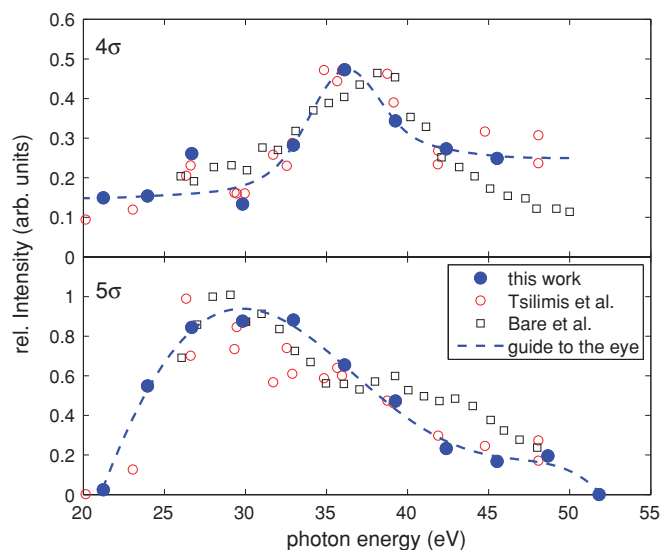 4σ
0.6
0.5
0.4
0.3
0.2
0.1
0
rel. Intensity (arb. units)
5σ
1
0.8
0.6
0.4
0.2
0
this work
Tsilimis et al.
Bare et al.
guide to the eye
20 25 30 35 40 45 50 55
photon energy (eV)